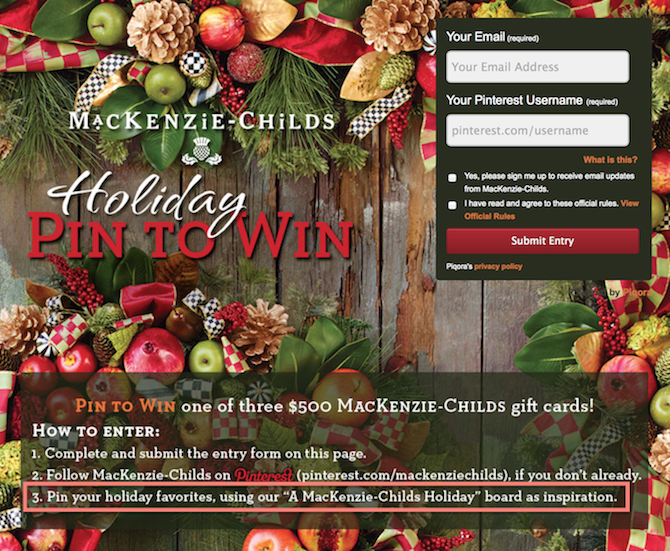 MACKENZIE-CHILDS
Holiday
PIN TO WIN
Your Email (required)
Your Email Address
Your Pinterest Username (required)
pinterest.com/username
What is this?
Yes, please sign me up to receive email updates
from MacKenzie-Childs.
I have read and agree to these official rules. View
Official Rules
Submit Entry
Piqora's privacy policy
by Piqora
PIN TO WIN one of three $500 MACKENZIE-CHILDS gift cards!
HOW TO ENTER:
1. Complete and submit the entry form on this page.
2. Follow MacKenzie-Childs on Pinterest (pinterest.com/mackenziechilds), if you don't already.
3. Pin your holiday favorites, using our “A MacKenzie-Childs Holiday” board as inspiration.